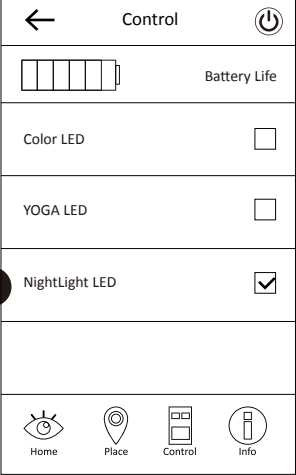 Control
Battery Life
Color LED
YOGA LED
NightLight LED
Home Place Control Info